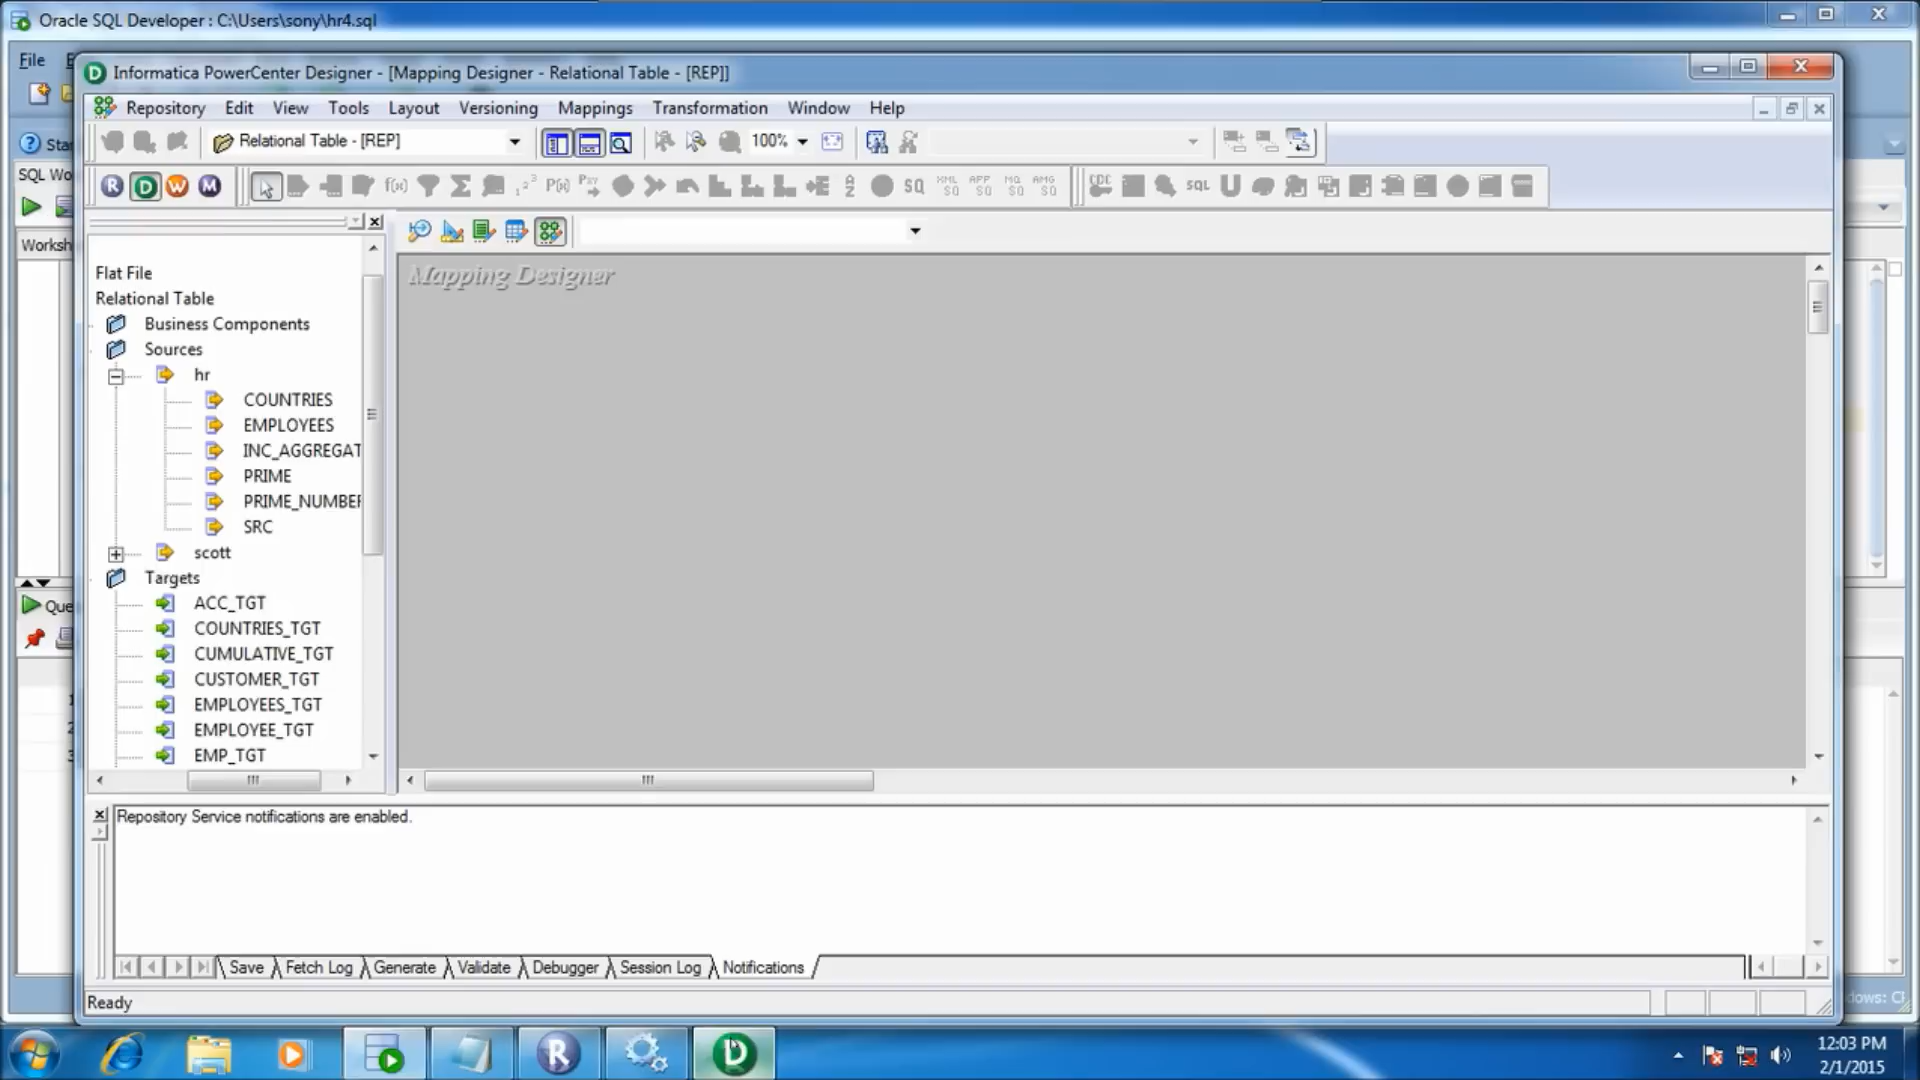 Oracle SQL Developer : C:\Users\sony\hr4.sql
File
Informatica PowerCenter Designer - [Mapping Designer - Relational Table - [REP]]
Repository Edit View Tools Layout Versioning Mappings Transformation Window Help
Relational Table - [REP]
100%
Sta
SQL Wo
Worksh
Mapping Designer
Flat File
Relational Table
Business Components
Sources
hr
COUNTRIES
EMPLOYEES
INC_AGGREGAT
PRIME
PRIME_NUMBER
SRC
scott
Targets
ACC_TGT
COUNTRIES_TGT
CUMULATIVE_TGT
CUSTOMER_TGT
EMPLOYEES_TGT
EMPLOYEE_TGT
EMP_TGT
Que
Repository Service notifications are enabled.
Save Fetch Log Generate Validate Debugger Session Log Notifications
Ready
12:03 PM
2/1/2015